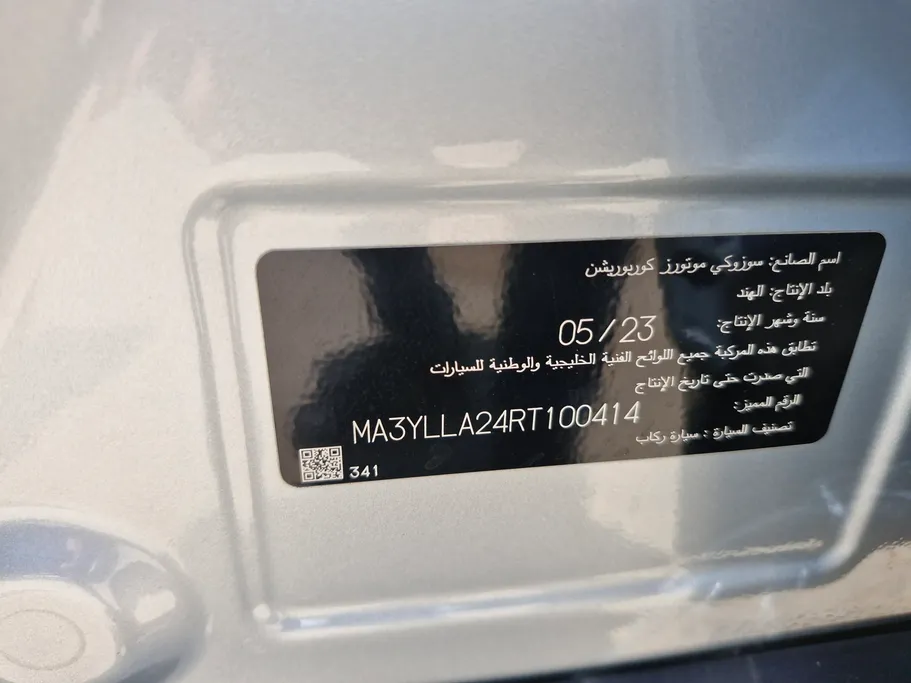 اسم الصانع: سوزوكي موتورز كوربوريشن
بلد الإنتاج: الهند
سنة وشهر الإنتاج: 05/23
تطابق هذه المركبة جميع اللوائح الفنية الخليجية والوطنية للسيارات
التي صدرت حتى تاريخ الإنتاج
الرقم المميز: MA3YLLA24RT100414
تصنيف السيارة : سيارة ركاب
341